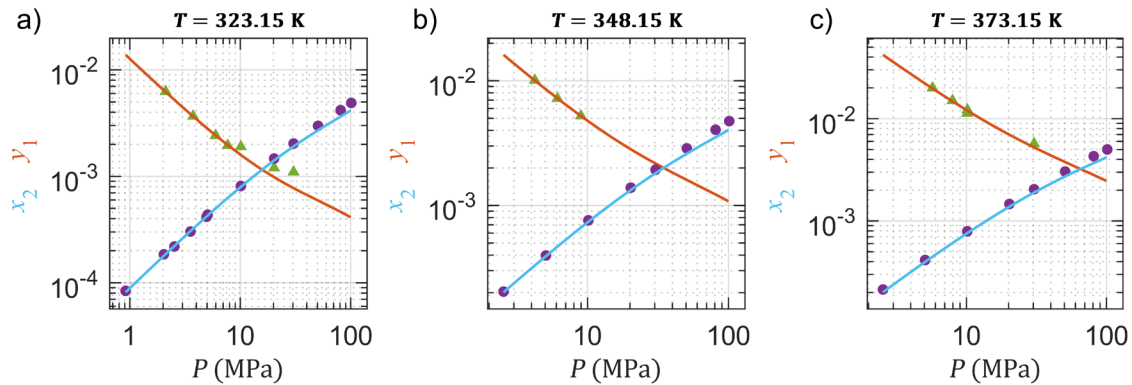 a)
T = 323.15 K
x₂ y₁
10⁻²
10⁻³
10⁻⁴
1 10 100
P (MPa)
b)
T = 348.15 K
x₂ y₁
10⁻²
10⁻³
10 100
P (MPa)
c)
T = 373.15 K
x₂ y₁
10⁻²
10⁻³
10 100
P (MPa)